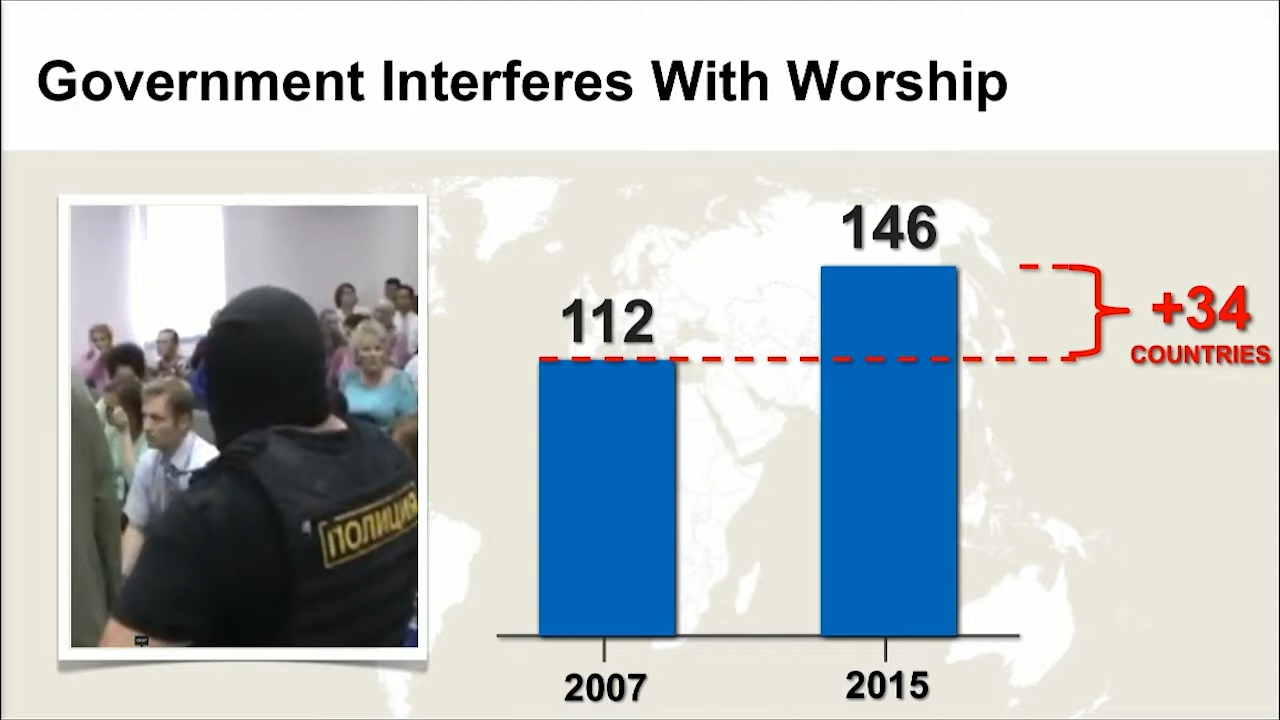 Government Interferes With Worship
112
146
+34
COUNTRIES
ПОЛИЦИЯ
2007
2015